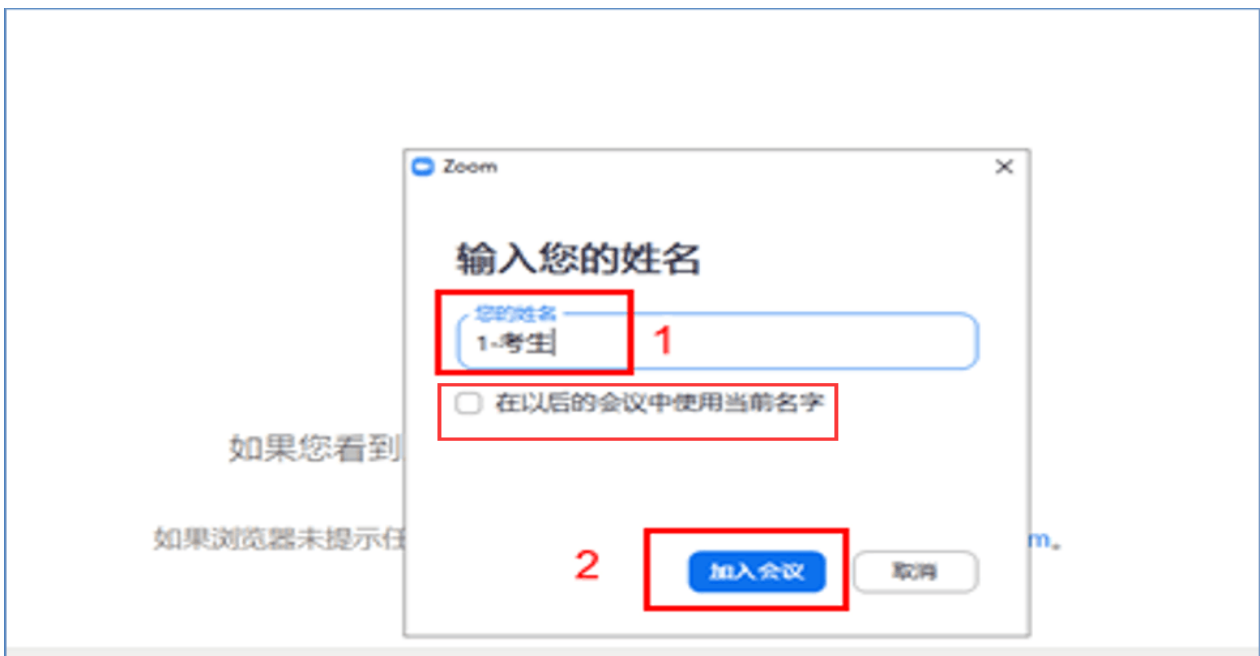 Zoom
输入您的姓名
您的姓名
1-考生
1
在以后的会议中使用当前名字
如果您看到
如果浏览器未提示任
m。
2
加入会议
取消